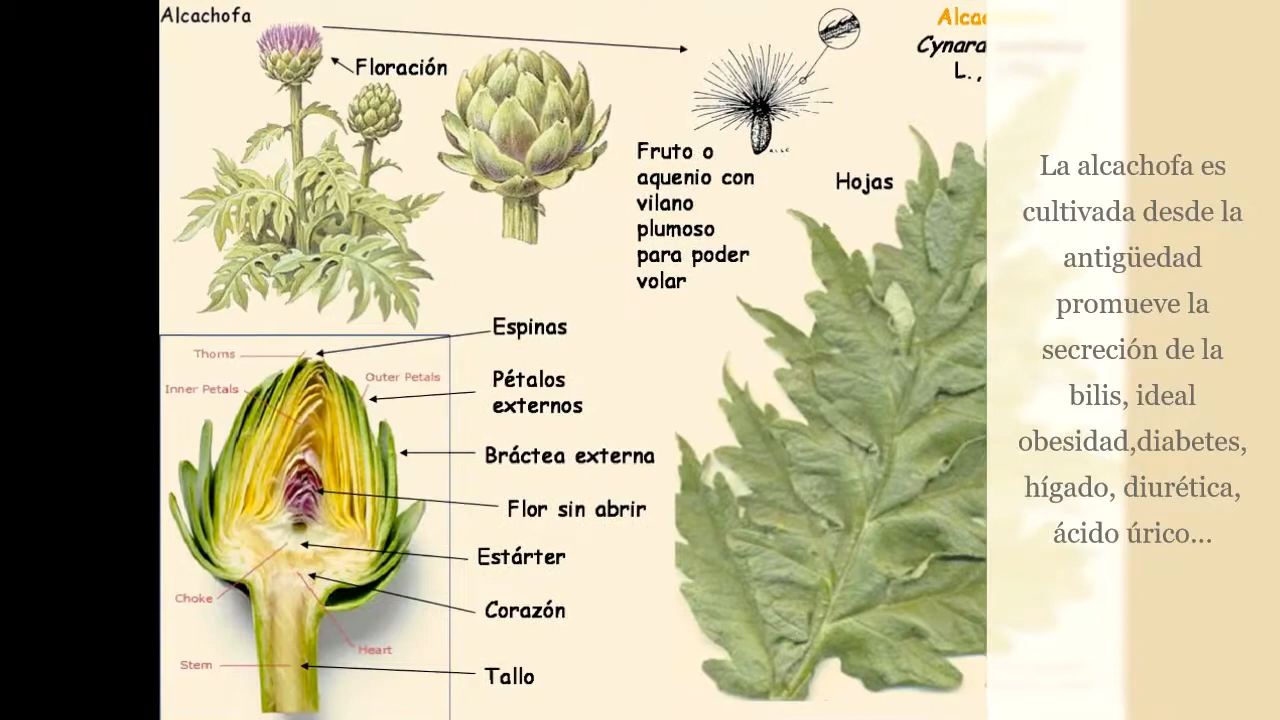 Alcachofa
Floración
Fruto o
aquenio con
vilano
plumoso
para poder
volar
Hojas
Cynara
L.,
Espinas
Pétalos
externos
Bráctea externa
Flor sin abrir
Estárter
Corazón
Tallo
Thorns
Inner Petals
Outer Petals
Choke
Heart
Stem
La alcachofa es
cultivada desde la
antigüedad
promueve la
secreción de la
bilis, ideal
obesidad,diabetes,
hígado, diurética,
ácido úrico...